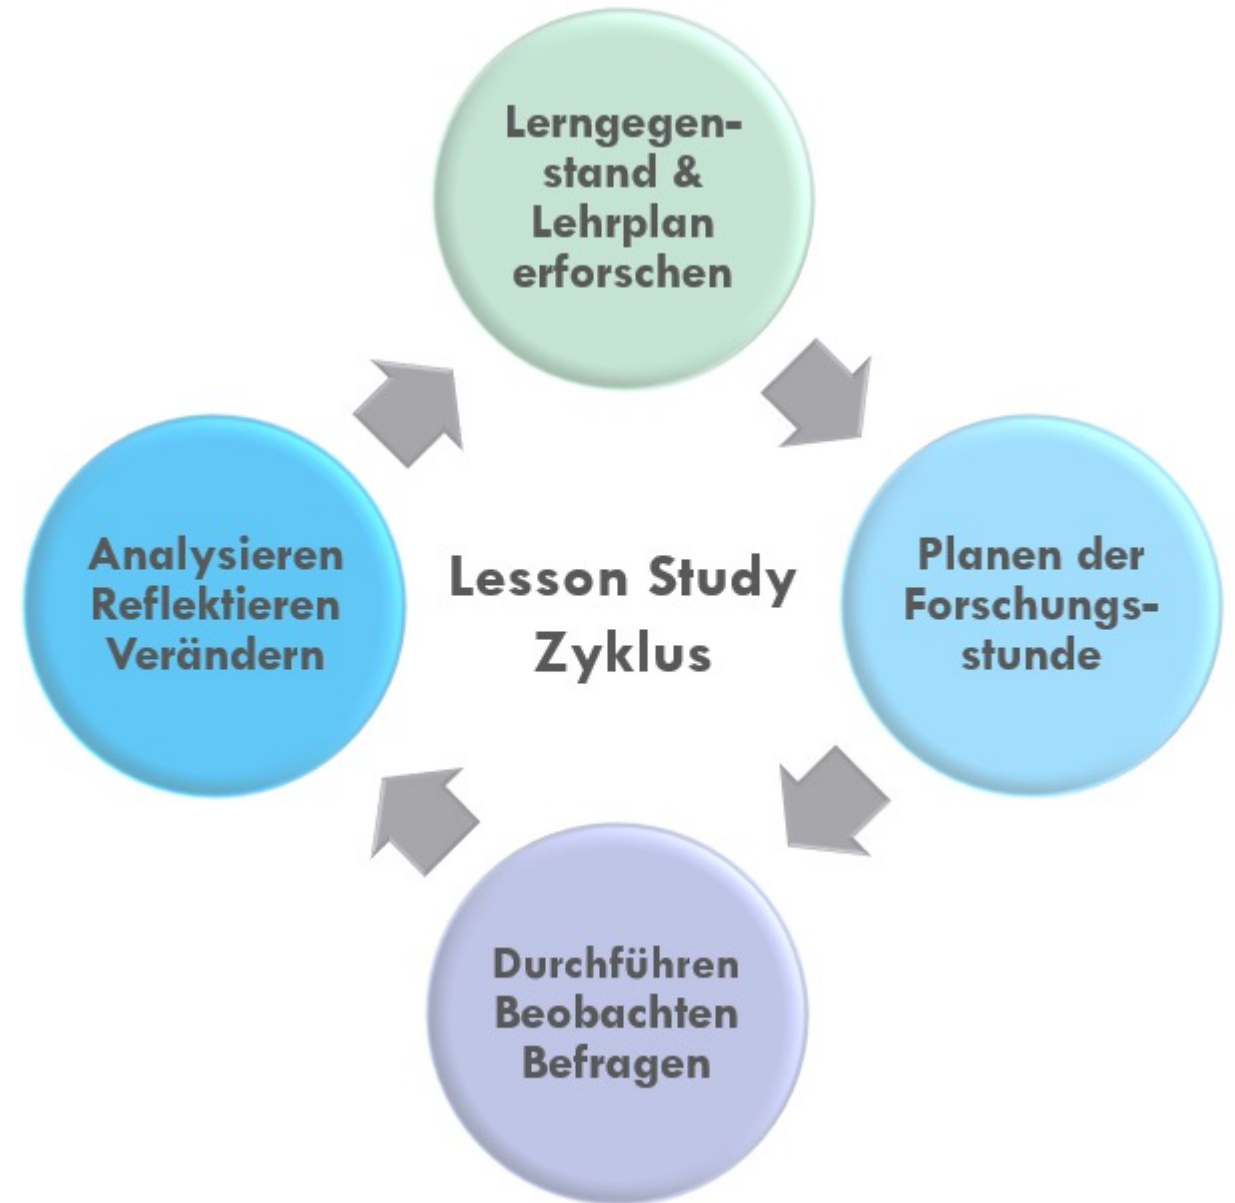 Lerngegen-
stand &
Lehrplan
erforschen
Planen der
Forschungs-
stunde
Durchführen
Beobachten
Befragen
Analysieren
Reflektieren
Verändern
Lesson Study
Zyklus